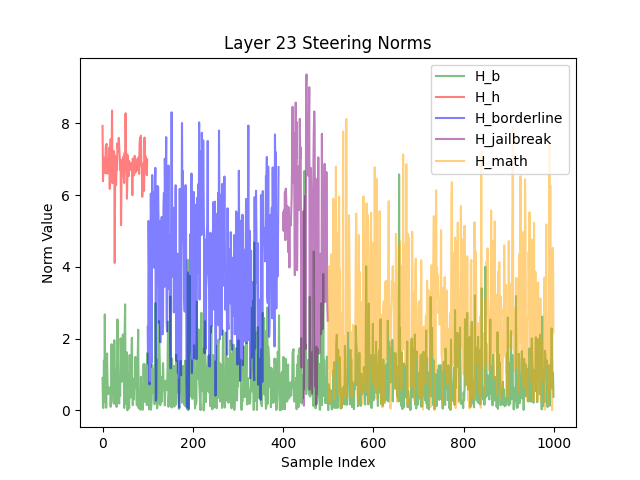 Layer 23 Steering Norms
H_b
H_h
H_borderline
H_jailbreak
H_math
Norm Value
8
6
4
2
0
0 200 400 600 800 1000
Sample Index